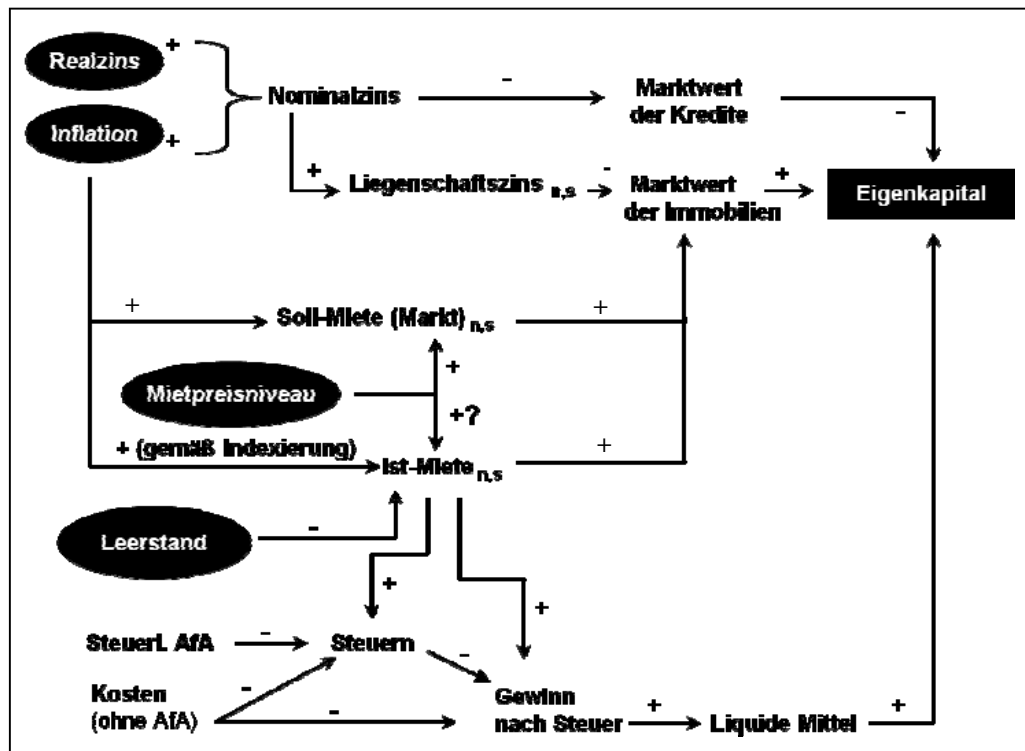 Realzins
+
Inflation
+
Nominalzins
-
Marktwert
der Kredite
-
+
Liegenschaftszins n,s
-
Marktwert
der Immobilien
+
Eigenkapital
+
Soll-Miete (Markt) n,s
+
Mietpreisniveau
+
+?
+ (gemäß Indexierung)
Ist-Miete n,s
+
Leerstand
-
+
+
Steuerl. AfA
-
Steuern
-
Kosten
(ohne AfA)
-
-
Gewinn
nach Steuer
+
Liquide Mittel
+